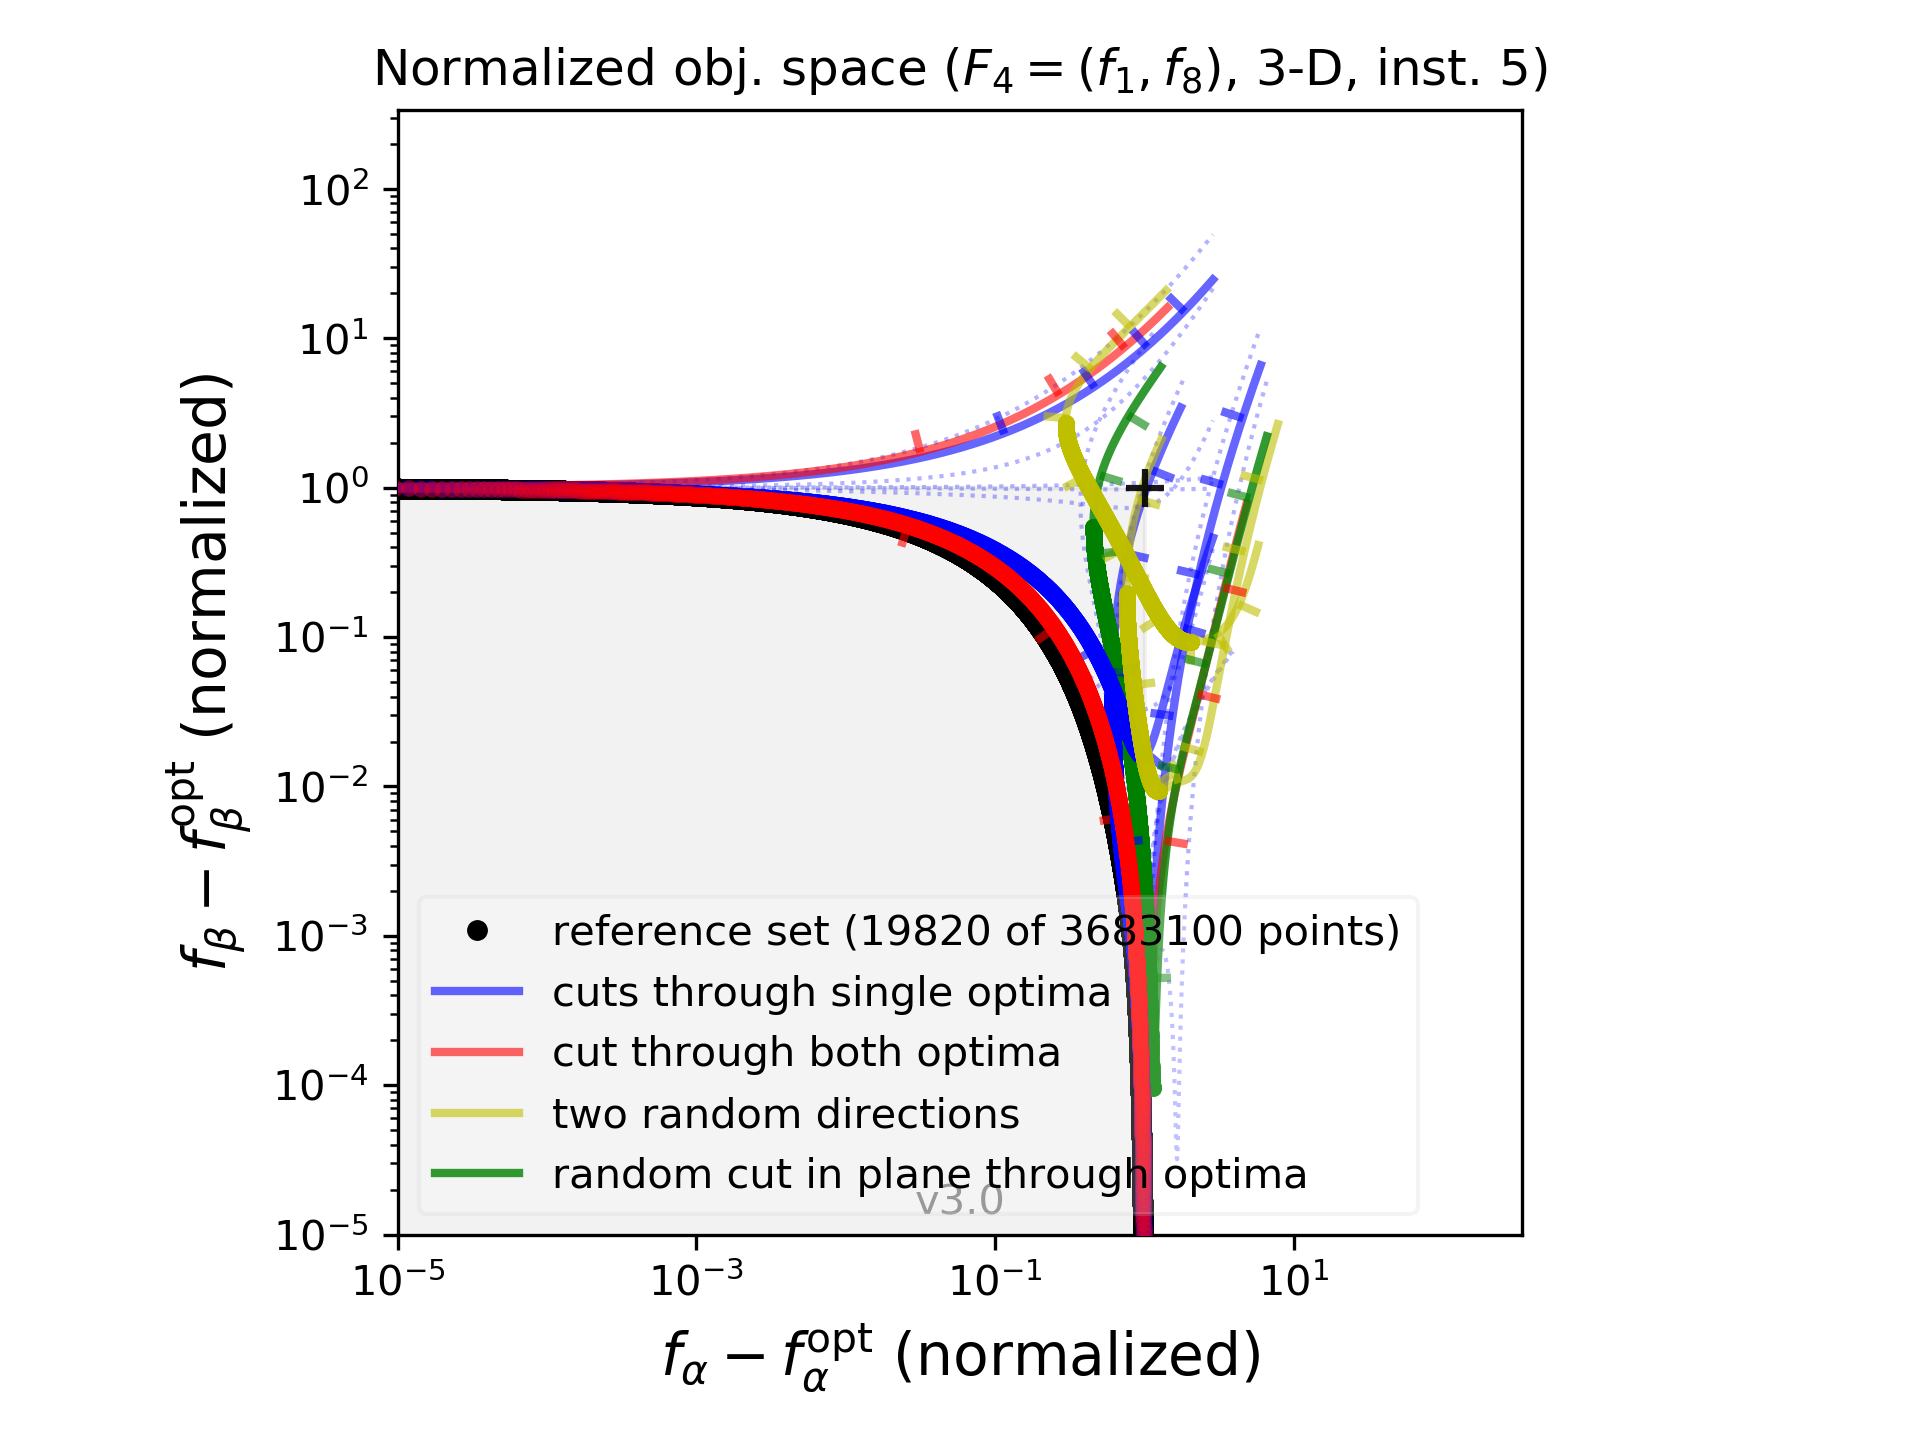 Normalized obj. space (F₄ = (f₁, f₈), 3-D, inst. 5)
10²
10¹
10⁰
10⁻¹
10⁻²
10⁻³
10⁻⁴
10⁻⁵
f_β − f_β^opt (normalized)
reference set (19820 of 3683100 points)
cuts through single optima
cut through both optima
two random directions
random cut in plane through optima
v3.0
10⁻⁵ 10⁻³ 10⁻¹ 10¹
f_α − f_α^opt (normalized)